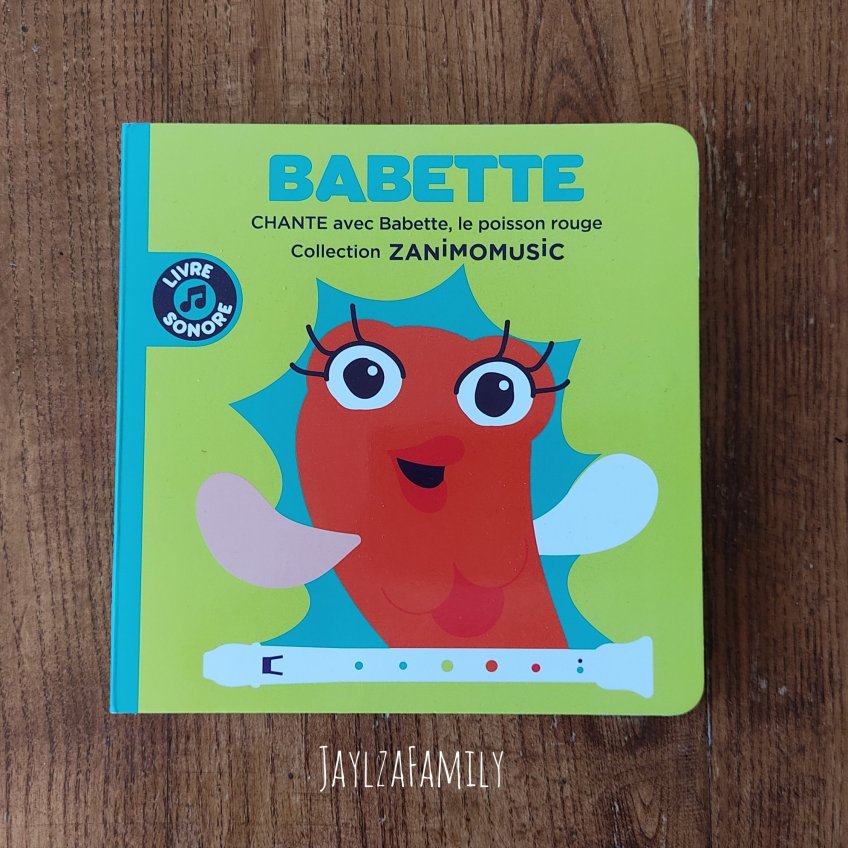 BABETTE
CHANTE avec Babette, le poisson rouge
Collection ZANiMOMUSiC
LIVRE
SONORE
JAYLZAFAMILY